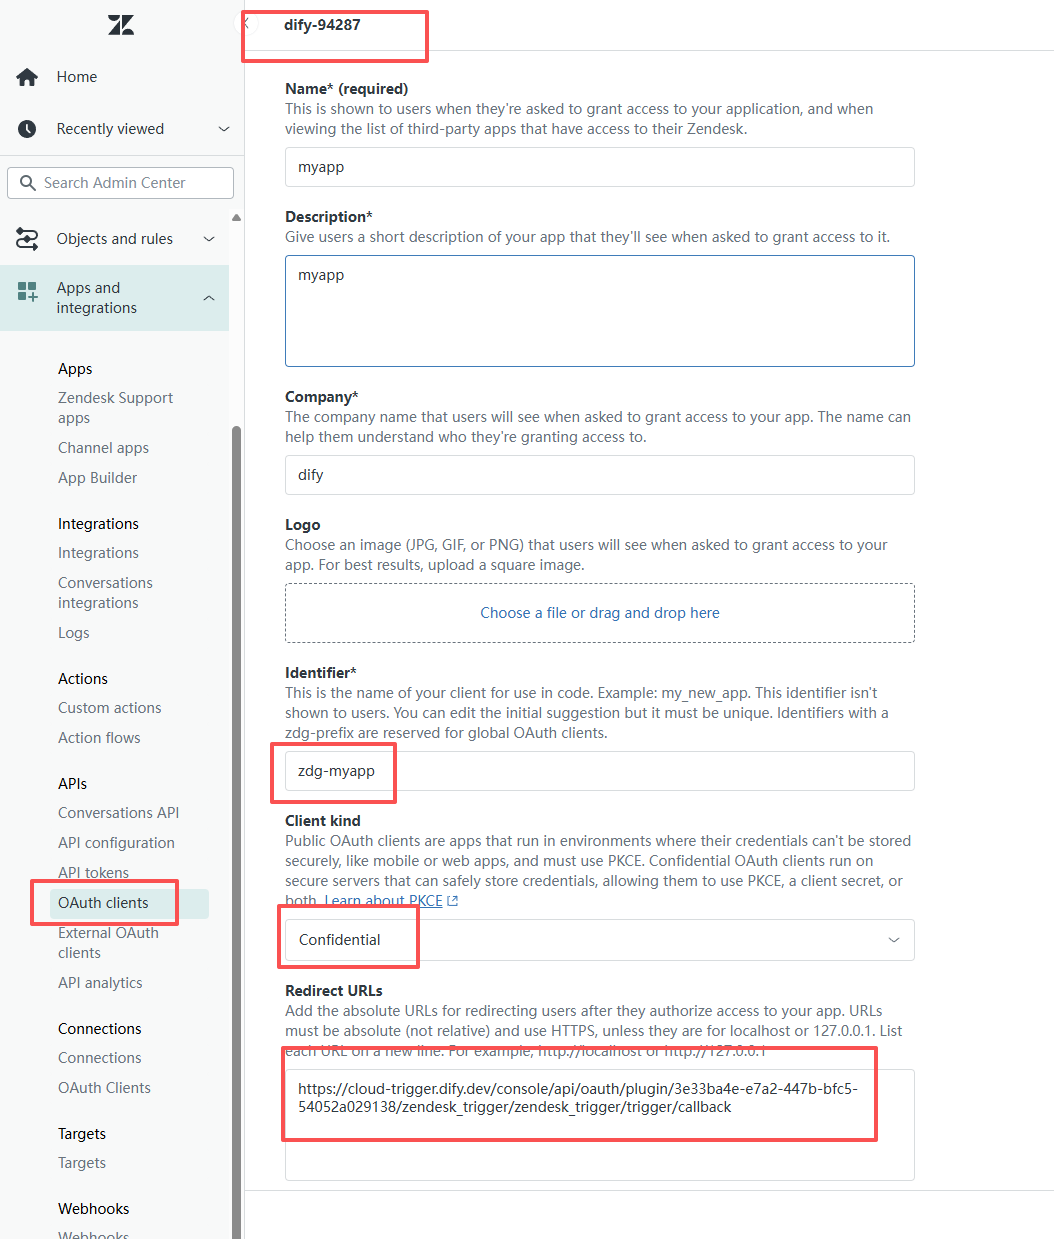 Home
Recently viewed
Search Admin Center
Objects and rules
Apps and
integrations
Apps
Zendesk Support
apps
Channel apps
App Builder
Integrations
Integrations
Conversations
integrations
Logs
Actions
Custom actions
Action flows
APIs
Conversations API
API configuration
API tokens
OAuth clients
External OAuth
clients
API analytics
Connections
Connections
OAuth Clients
Targets
Targets
Webhooks
Webhooks
dify-94287
Name* (required)
This is shown to users when they're asked to grant access to your application, and when
viewing the list of third-party apps that have access to their Zendesk.
myapp
Description*
Give users a short description of your app that they'll see when asked to grant access to it.
myapp
Company*
The company name that users will see when asked to grant access to your app. The name can
help them understand who they're granting access to.
dify
Logo
Choose an image (JPG, GIF, or PNG) that users will see when asked to grant access to your
app. For best results, upload a square image.
Choose a file or drag and drop here
Identifier*
This is the name of your client for use in code. Example: my_new_app. This identifier isn't
shown to users. You can edit the initial suggestion but it must be unique. Identifiers with a
zdg-prefix are reserved for global OAuth clients.
zdg-myapp
Client kind
Public OAuth clients are apps that run in environments where their credentials can't be stored
securely, like mobile or web apps, and must use PKCE. Confidential OAuth clients run on
secure servers that can safely store credentials, allowing them to use PKCE, a client secret, or
both. Learn about PKCE
Confidential
Redirect URLs
Add the absolute URLs for redirecting users after they authorize access to your app. URLs
must be absolute (not relative) and use HTTPS, unless they are for localhost or 127.0.0.1. List
each URL on a new line. For example, http://localhost or http://127.0.0.1
https://cloud-trigger.dify.dev/console/api/oauth/plugin/3e33ba4e-e7a2-447b-bfc5-
54052a029138/zendesk_trigger/zendesk_trigger/trigger/callback